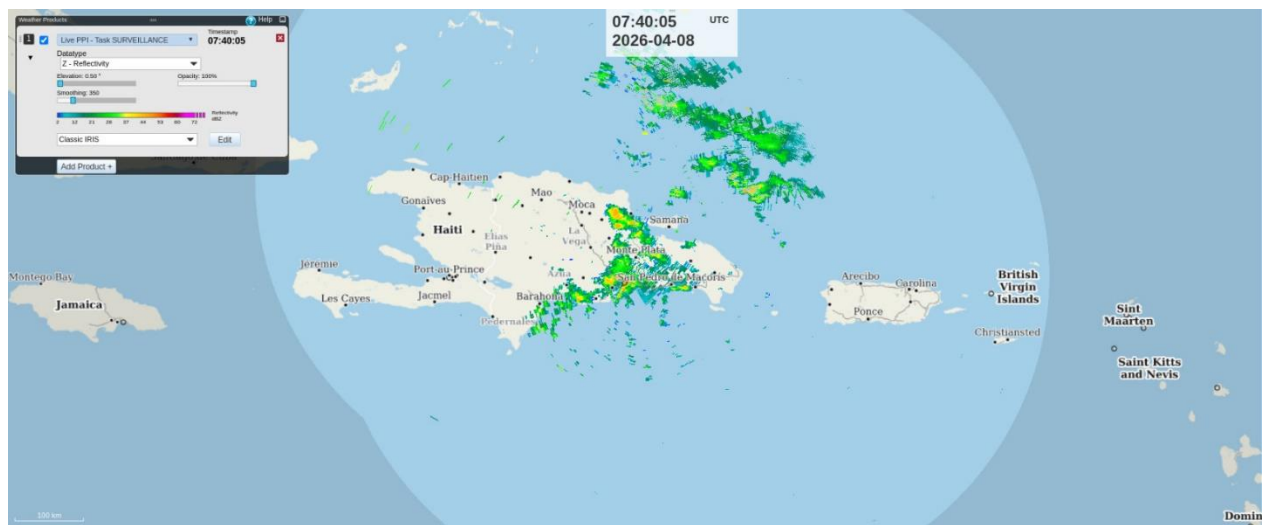 Weather Products
Help
1
Live PPI - Task SURVEILLANCE
Timestamp
07:40:05
Datatype
Z - Reflectivity
Elevation: 0.50 °
Opacity: 100%
Smoothing: 350
Reflectivity
dBZ
Classic IRIS
Edit
Add Product +
07:40:05 UTC
2026-04-08
Cap-Haïtien
Mao
Gonaives
Moca
Haiti
Elias
Piña
La
Vega
Samaná
Monte Plata
Jeremie
Port-au-Prince
Azua
San Pedro de Macoris
Les Cayes
Jacmel
Barahona
Pedernales
Montego Bay
Jamaica
Arecibo
Carolina
Ponce
British
Virgin
Islands
Christiansted
Sint
Maarten
Saint Kitts
and Nevis
100 km
Domin